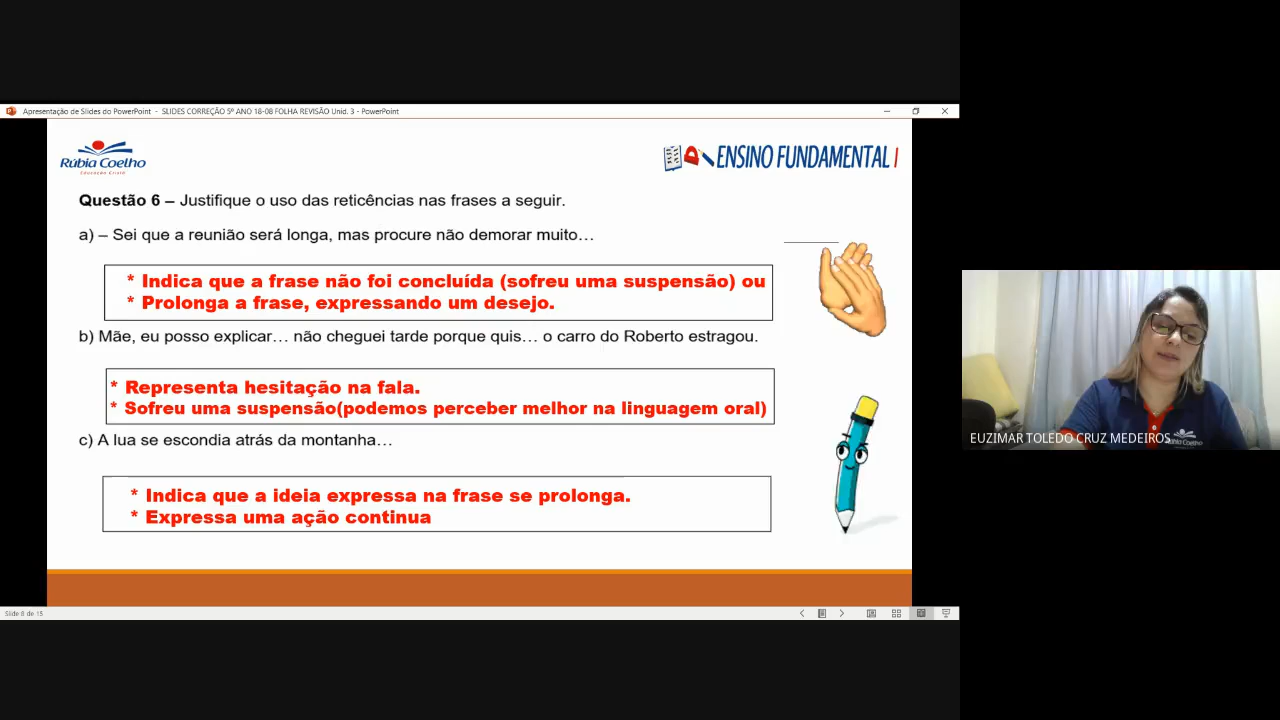 Apresentação de Slides do PowerPoint - SLIDES CORREÇÃO 5º ANO 18-08 FOLHA REVISÃO Unid. 3 - PowerPoint
Rúbia Coelho
Educação Cristã
ENSINO FUNDAMENTAL I
Questão 6 – Justifique o uso das reticências nas frases a seguir.
a) – Sei que a reunião será longa, mas procure não demorar muito…
* Indica que a frase não foi concluída (sofreu uma suspensão) ou
* Prolonga a frase, expressando um desejo.
b) Mãe, eu posso explicar… não cheguei tarde porque quis… o carro do Roberto estragou.
* Representa hesitação na fala.
* Sofreu uma suspensão(podemos perceber melhor na linguagem oral)
c) A lua se escondia atrás da montanha…
* Indica que a ideia expressa na frase se prolonga.
* Expressa uma ação continua
Slide 8 de 15
EUZIMAR TOLEDO CRUZ MEDEIROS
Rúbia Coelho